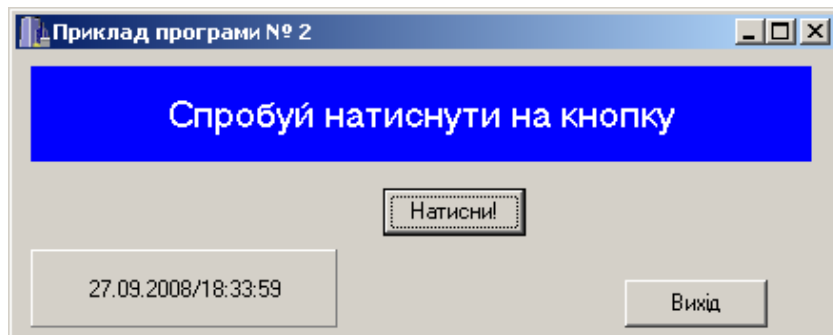 Приклад програми № 2
Спробуй натиснути на кнопку
Натисни!
27.09.2008/18:33:59
Вихід